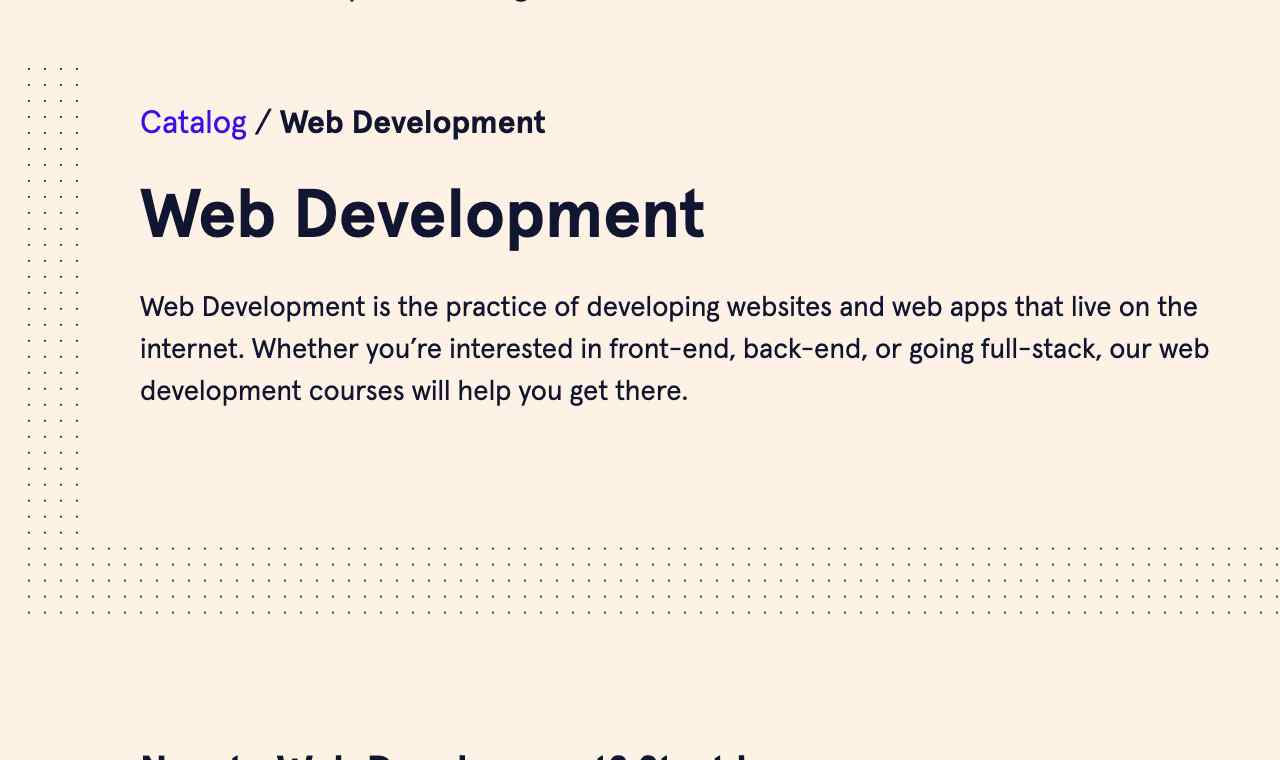 Catalog / Web Development
Web Development
Web Development is the practice of developing websites and web apps that live on the
internet. Whether you’re interested in front-end, back-end, or going full-stack, our web
development courses will help you get there.